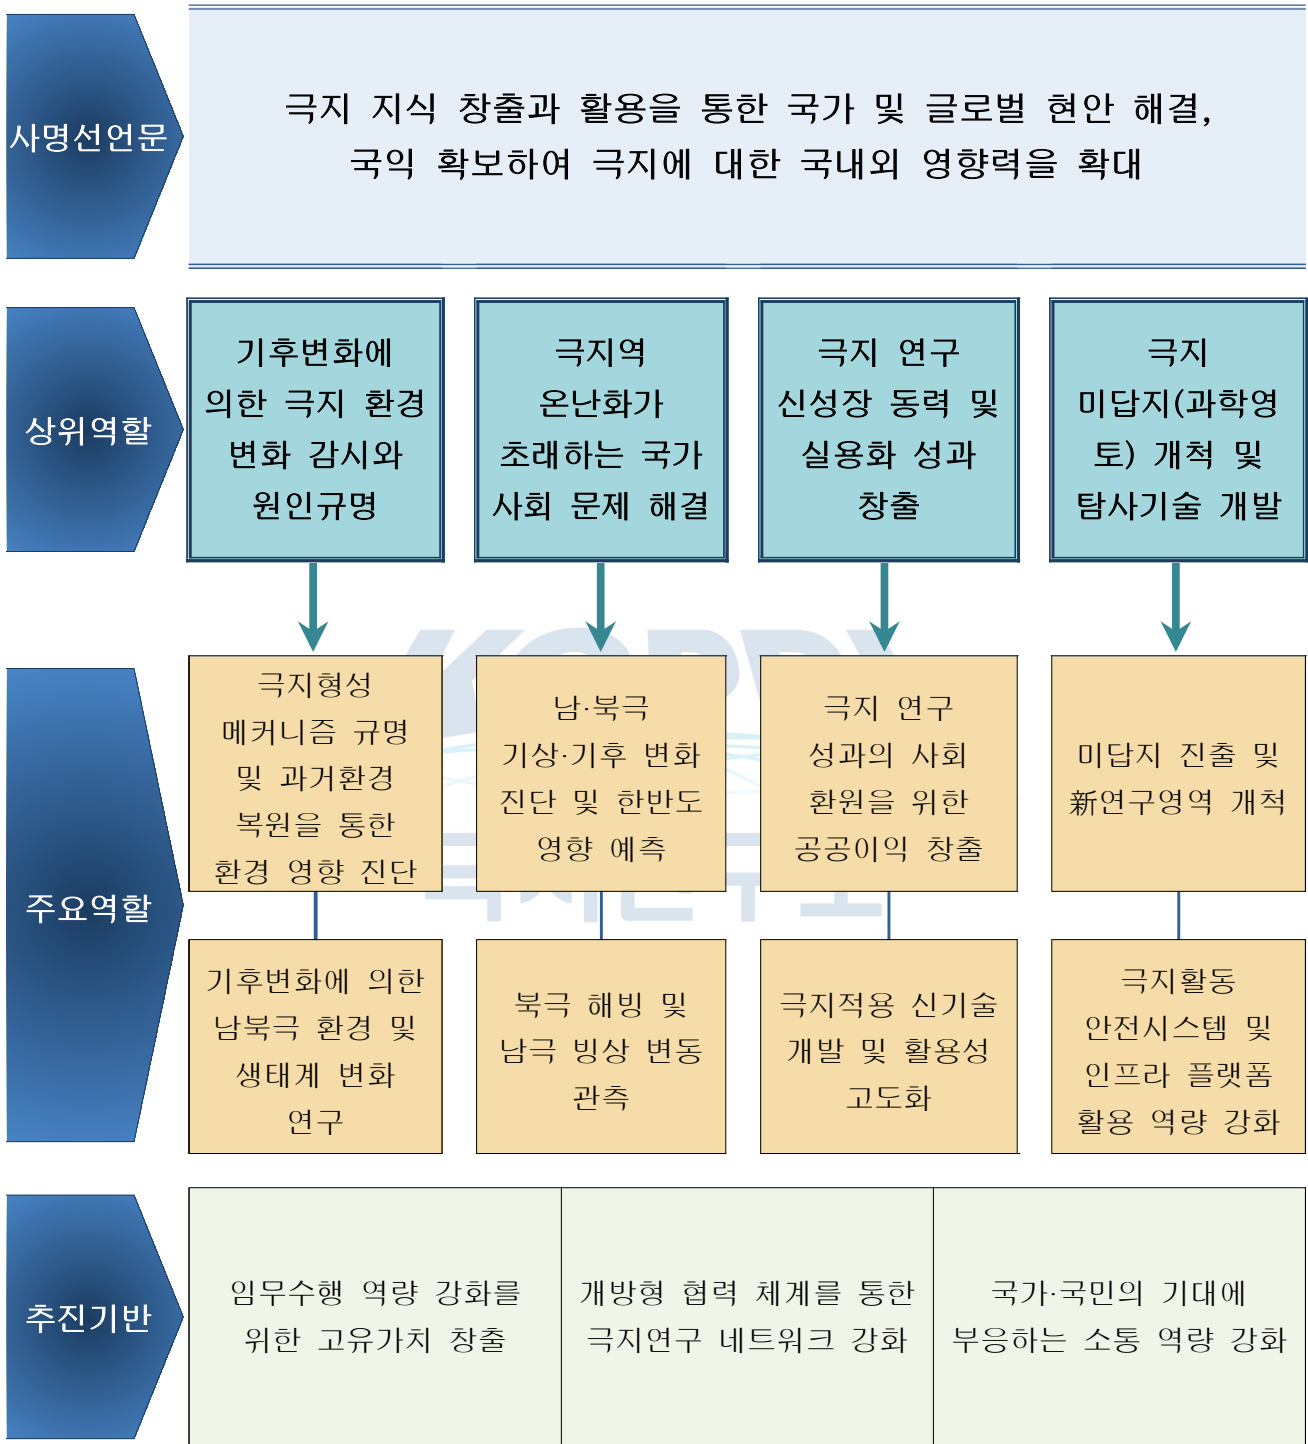 사명선언문
극지 지식 창출과 활용을 통한 국가 및 글로벌 현안 해결,
국익 확보하여 극지에 대한 국내외 영향력을 확대
상위역할
기후변화에
의한 극지 환경
변화 감시와
원인규명
극지역
온난화가
초래하는 국가
사회 문제 해결
극지 연구
신성장 동력 및
실용화 성과
창출
극지
미답지(과학영
토) 개척 및
탐사기술 개발
주요역할
극지형성
메커니즘 규명
및 과거환경
복원을 통한
환경 영향 진단
남·북극
기상·기후 변화
진단 및 한반도
영향 예측
극지 연구
성과의 사회
환원을 위한
공공이익 창출
미답지 진출 및
新연구영역 개척
기후변화에 의한
남북극 환경 및
생태계 변화
연구
북극 해빙 및
남극 빙상 변동
관측
극지적용 신기술
개발 및 활용성
고도화
극지활동
안전시스템 및
인프라 플랫폼
활용 역량 강화
추진기반
임무수행 역량 강화를
위한 고유가치 창출
개방형 협력 체계를 통한
극지연구 네트워크 강화
국가·국민의 기대에
부응하는 소통 역량 강화